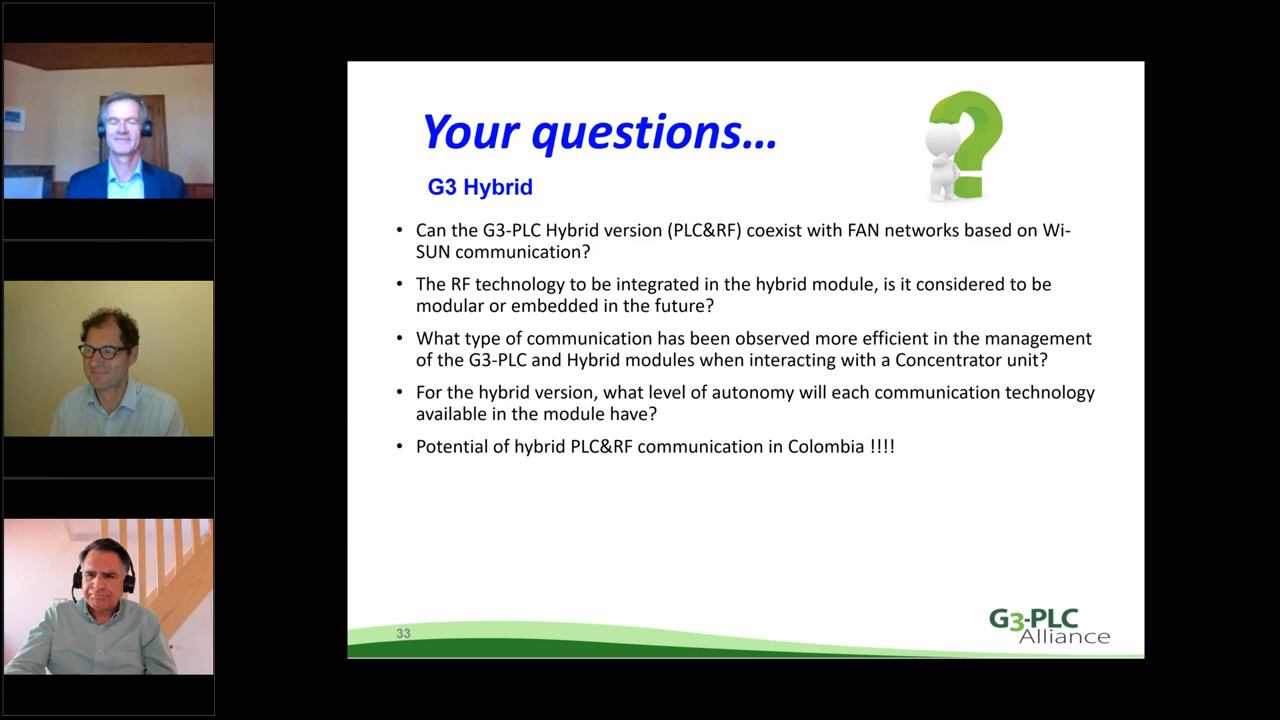 Your questions...
G3 Hybrid
• Can the G3-PLC Hybrid version (PLC&RF) coexist with FAN networks based on Wi-
SUN communication?
• The RF technology to be integrated in the hybrid module, is it considered to be
modular or embedded in the future?
• What type of communication has been observed more efficient in the management
of the G3-PLC and Hybrid modules when interacting with a Concentrator unit?
• For the hybrid version, what level of autonomy will each communication technology
available in the module have?
• Potential of hybrid PLC&RF communication in Colombia !!!!
33
G3-PLC
Alliance